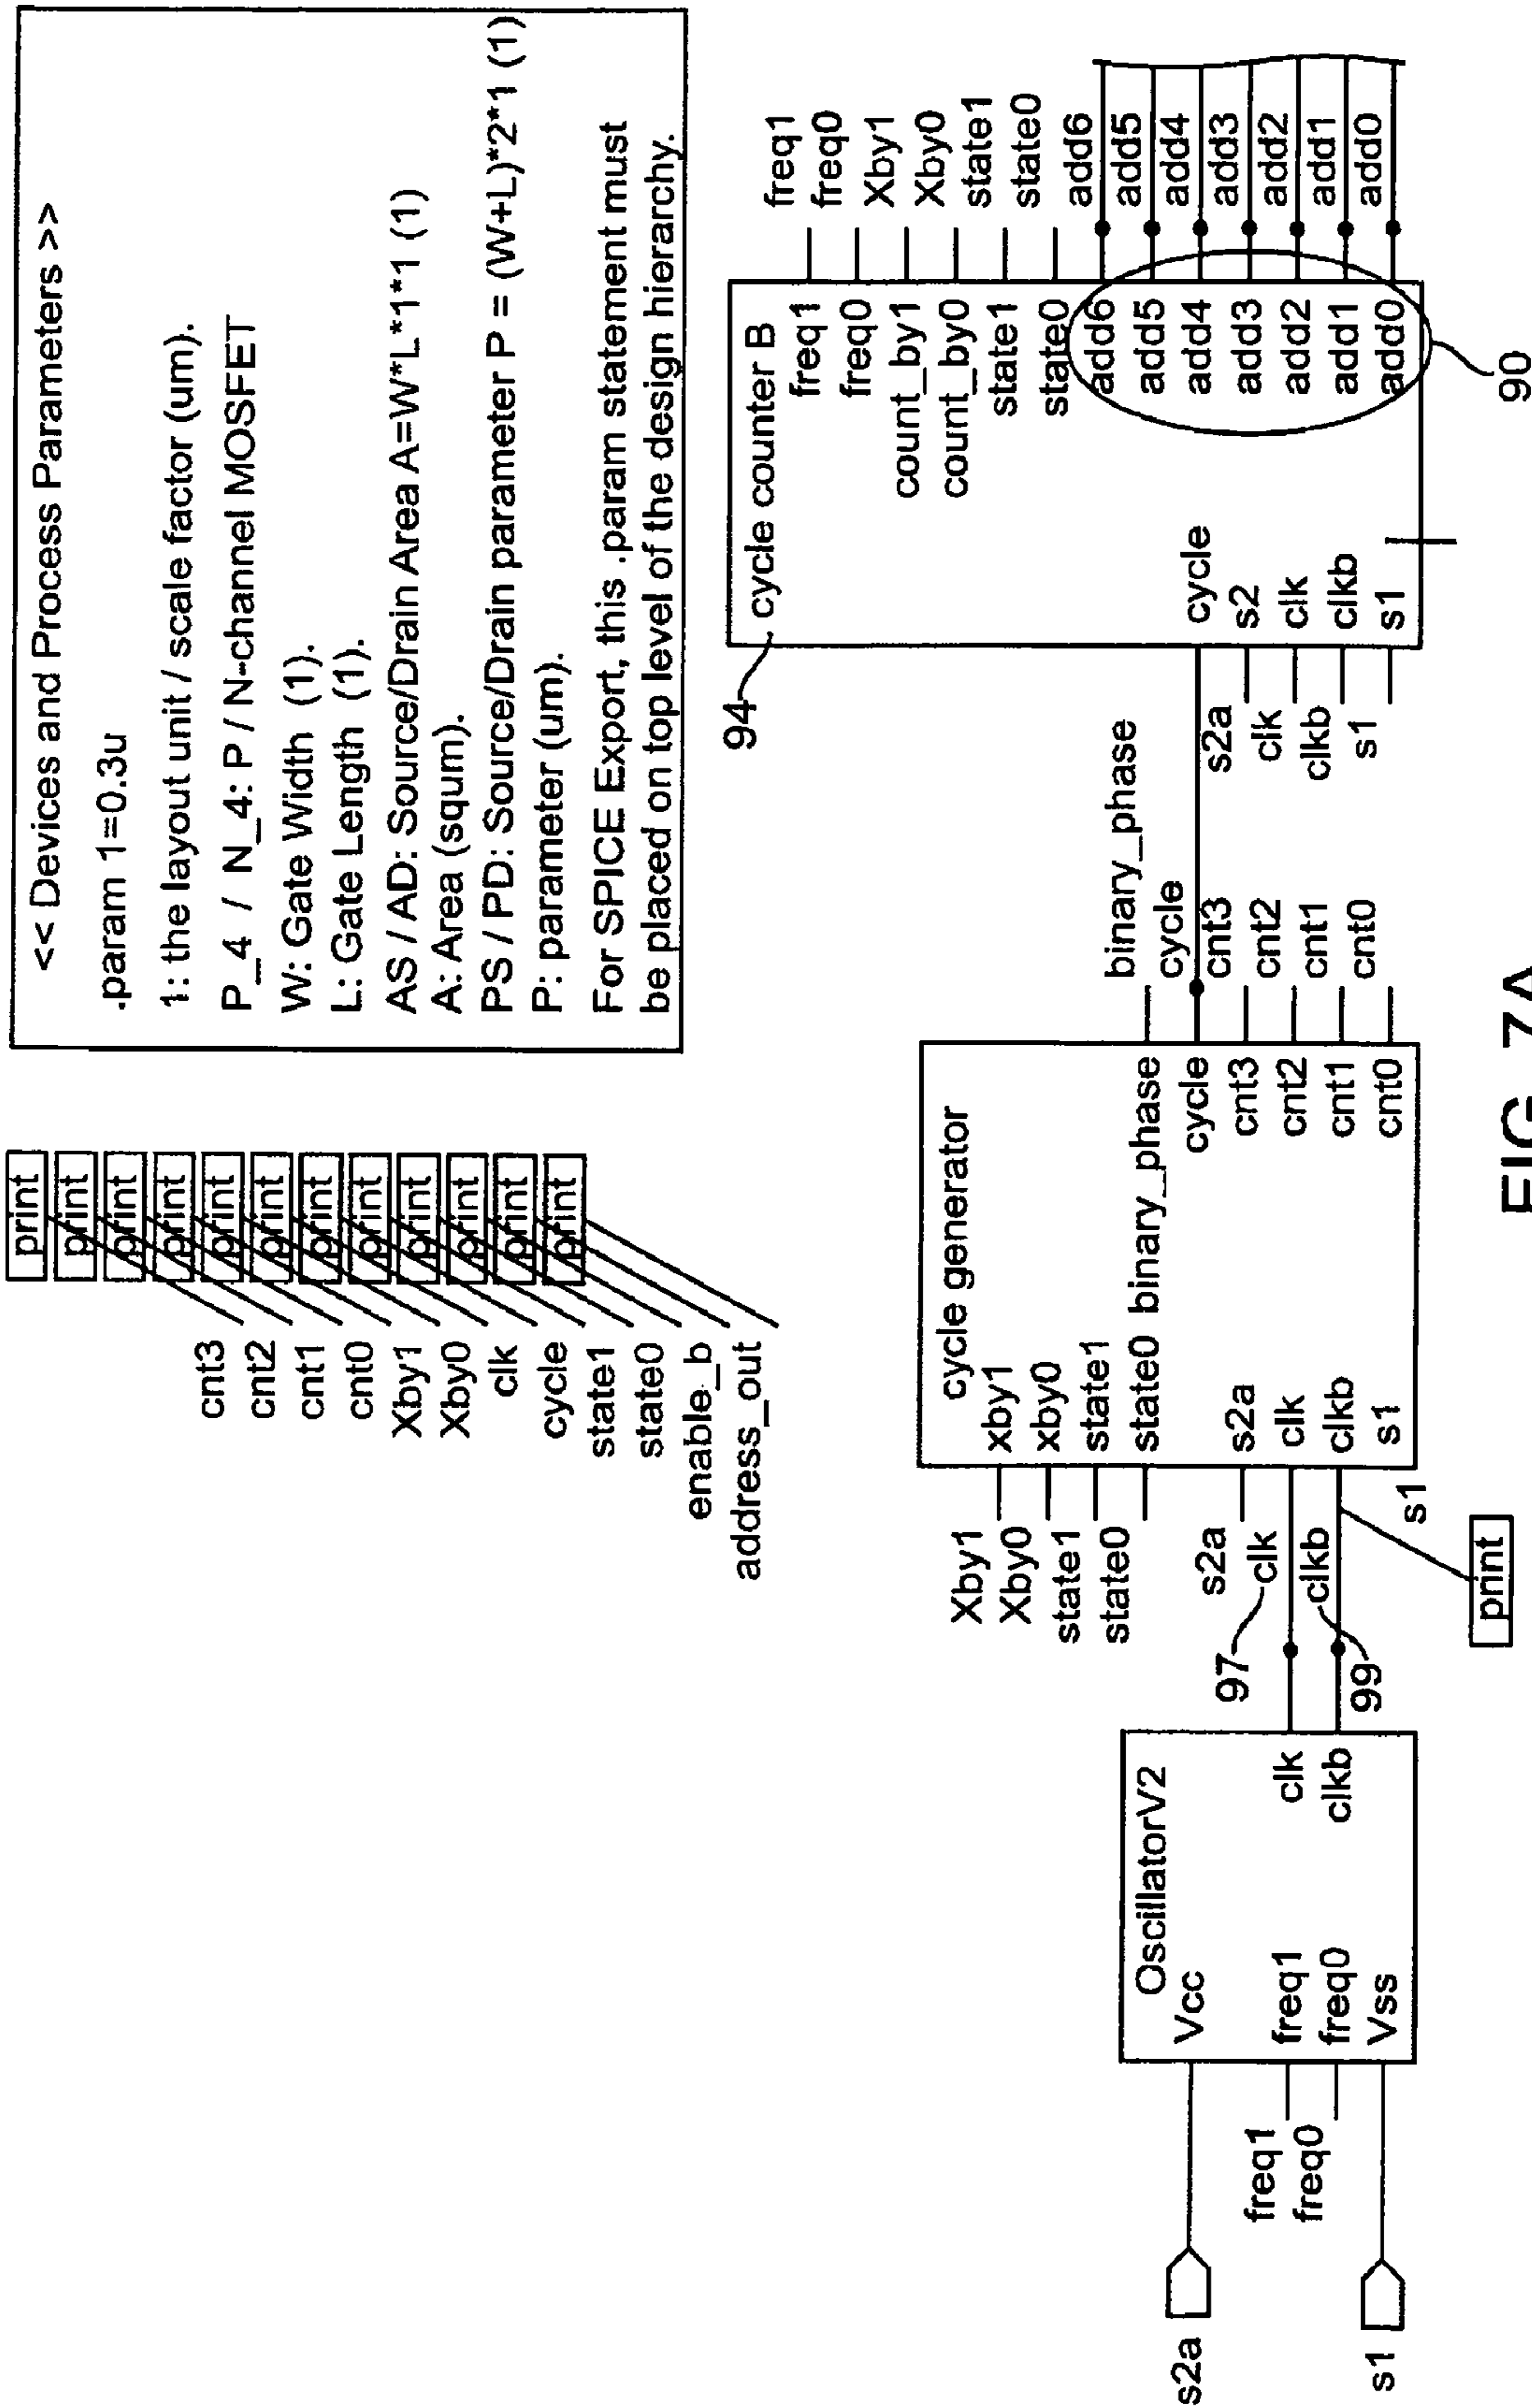 << Devices and Process Parameters >>
.param 1=0.3u
1: the layout unit / scale factor (um).
P_4 / N_4: P / N-channel MOSFET
W: Gate Width (1).
L: Gate Length (1).
AS / AD: Source/Drain Area A=W*L*1*1 (1)
A: Area (squm).
PS / PD: Source/Drain parameter P = (W+L)*2*1 (1)
P: parameter (um).
For SPICE Export, this .param statement must
be placed on top level of the design hierarchy.
print
print
print
print
print
print
print
print
print
print
print
print
cnt3
cnt2
cnt1
cnt0
Xby1
Xby0
clk
cycle
state1
state0
enable_b
address_out
s2a
s1
OscillatorV2
Vcc
freq1
freq0
Vss
freq1
freq0
clk
clkb
97
clk
clkb
99
s2a
s1
print
Xby1
Xby0
state1
state0
cycle generator
xby1
xby0
state1
state0
s2a
clk
clkb
s1
binary_phase
cycle
cnt3
cnt2
cnt1
cnt0
binary_phase
cycle
cnt3
cnt2
cnt1
cnt0
binary_phase
s2a
clk
clkb
s1
94
cycle counter B
cycle
s2
clk
clkb
s1
freq1
freq0
count_by1
count_by0
state1
state0
add6
add5
add4
add3
add2
add1
add0
freq1
freq0
Xby1
Xby0
state1
state0
add6
add5
add4
add3
add2
add1
add0
90
FIG. 7A